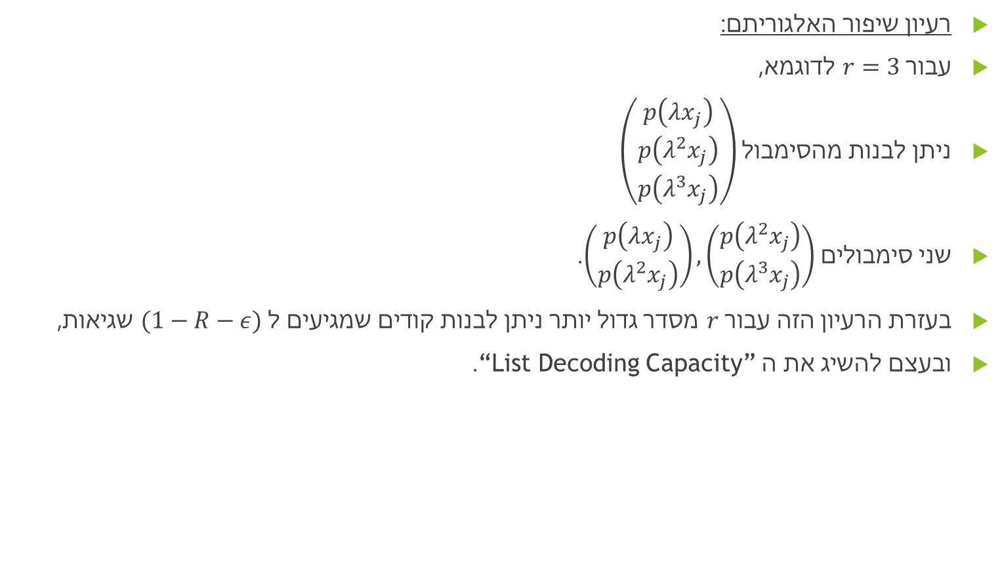 רעיון שיפור האלגוריתם:
עבור r = 3 לדוגמא,
ניתן לבנות מהסימבול \begin{pmatrix} p(\lambda x_j) \\ p(\lambda^2 x_j) \\ p(\lambda^3 x_j) \end{pmatrix}
שני סימבולים \begin{pmatrix} p(\lambda^2 x_j) \\ p(\lambda^3 x_j) \end{pmatrix}, \begin{pmatrix} p(\lambda x_j) \\ p(\lambda^2 x_j) \end{pmatrix}.
בעזרת הרעיון הזה עבור r מסדר גדול יותר ניתן לבנות קודים שמגיעים ל (1 − R − ϵ) שגיאות,
ובעצם להשיג את ה “List Decoding Capacity”.